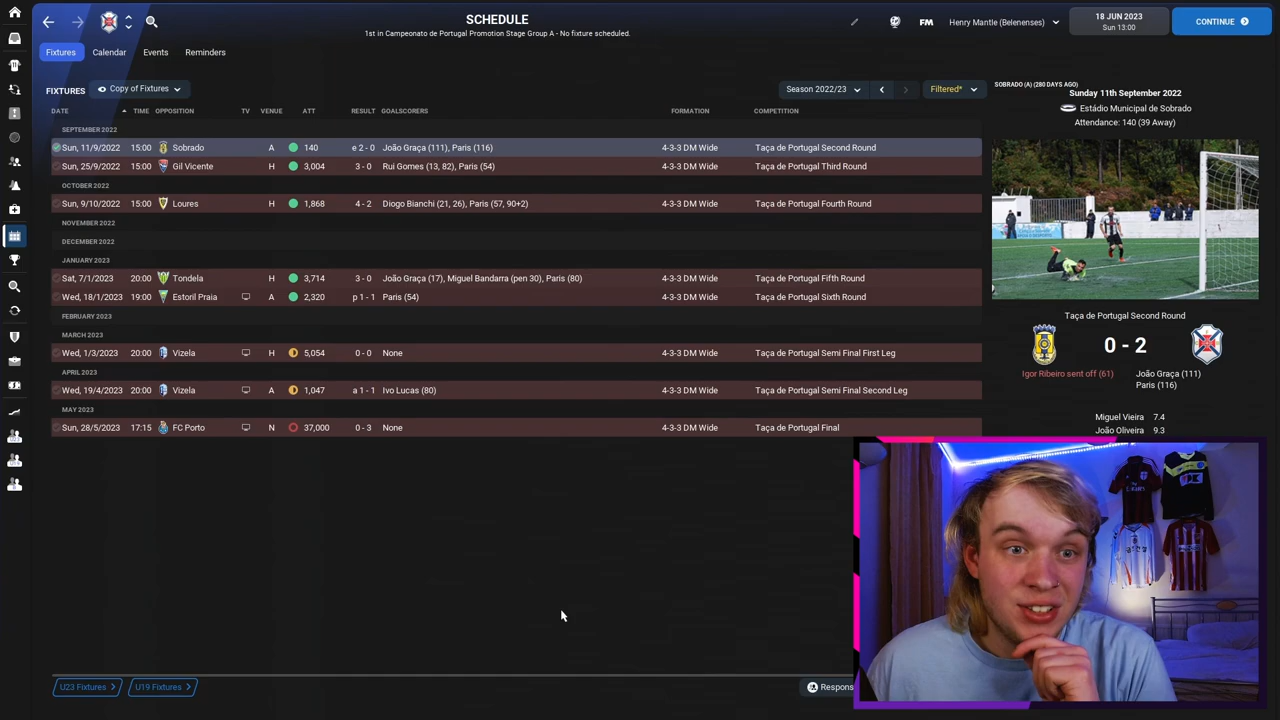 SCHEDULE
1st in Campeonato de Portugal Promotion Stage Group A - No fixture scheduled.
FM
Henry Mantle (Belenenses)
18 JUN 2023
Sun 13:00
CONTINUE
Fixtures
Calendar
Events
Reminders
FIXTURES
Copy of Fixtures
Season 2022/23
Filtered*
DATE TIME OPPOSITION TV VENUE ATT RESULT GOALSCORERS FORMATION COMPETITION
SEPTEMBER 2022
Sun, 11/9/2022 15:00 Sobrado A 140 e 2 - 0 João Graça (111), Paris (116) 4-3-3 DM Wide Taça de Portugal Second Round
Sun, 25/9/2022 15:00 Gil Vicente H 3,004 3 - 0 Rui Gomes (13, 82), Paris (54) 4-3-3 DM Wide Taça de Portugal Third Round
OCTOBER 2022
Sun, 9/10/2022 15:00 Loures H 1,868 4 - 2 Diogo Bianchi (21, 26), Paris (57, 90+2) 4-3-3 DM Wide Taça de Portugal Fourth Round
NOVEMBER 2022
DECEMBER 2022
JANUARY 2023
Sat, 7/1/2023 20:00 Tondela H 3,714 3 - 0 João Graça (17), Miguel Bandarra (pen 30), Paris (80) 4-3-3 DM Wide Taça de Portugal Fifth Round
Wed, 18/1/2023 19:00 Estoril Praia A 2,320 p 1 - 1 Paris (54) 4-3-3 DM Wide Taça de Portugal Sixth Round
FEBRUARY 2023
MARCH 2023
Wed, 1/3/2023 20:00 Vizela H 5,054 0 - 0 None 4-3-3 DM Wide Taça de Portugal Semi Final First Leg
APRIL 2023
Wed, 19/4/2023 20:00 Vizela A 1,047 a 1 - 1 Ivo Lucas (80) 4-3-3 DM Wide Taça de Portugal Semi Final Second Leg
MAY 2023
Sun, 28/5/2023 17:15 FC Porto N 37,000 0 - 3 None 4-3-3 DM Wide Taça de Portugal Final
SOBRADO (A) (280 DAYS AGO)
Sunday 11th September 2022
Estádio Municipal de Sobrado
Attendance: 140 (39 Away)
Taça de Portugal Second Round
0 - 2
Igor Ribeiro sent off (61)
João Graça (111)
Paris (116)
Miguel Vieira 7.4
João Oliveira 9.3
U23 Fixtures
U19 Fixtures
Respons